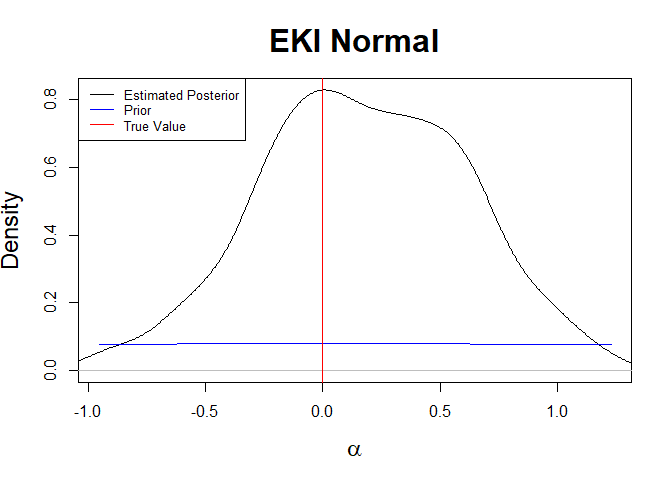 EKI Normal
Estimated Posterior
Prior
True Value
Density
0.0
0.2
0.4
0.6
0.8
-1.0 -0.5 0.0 0.5 1.0
α